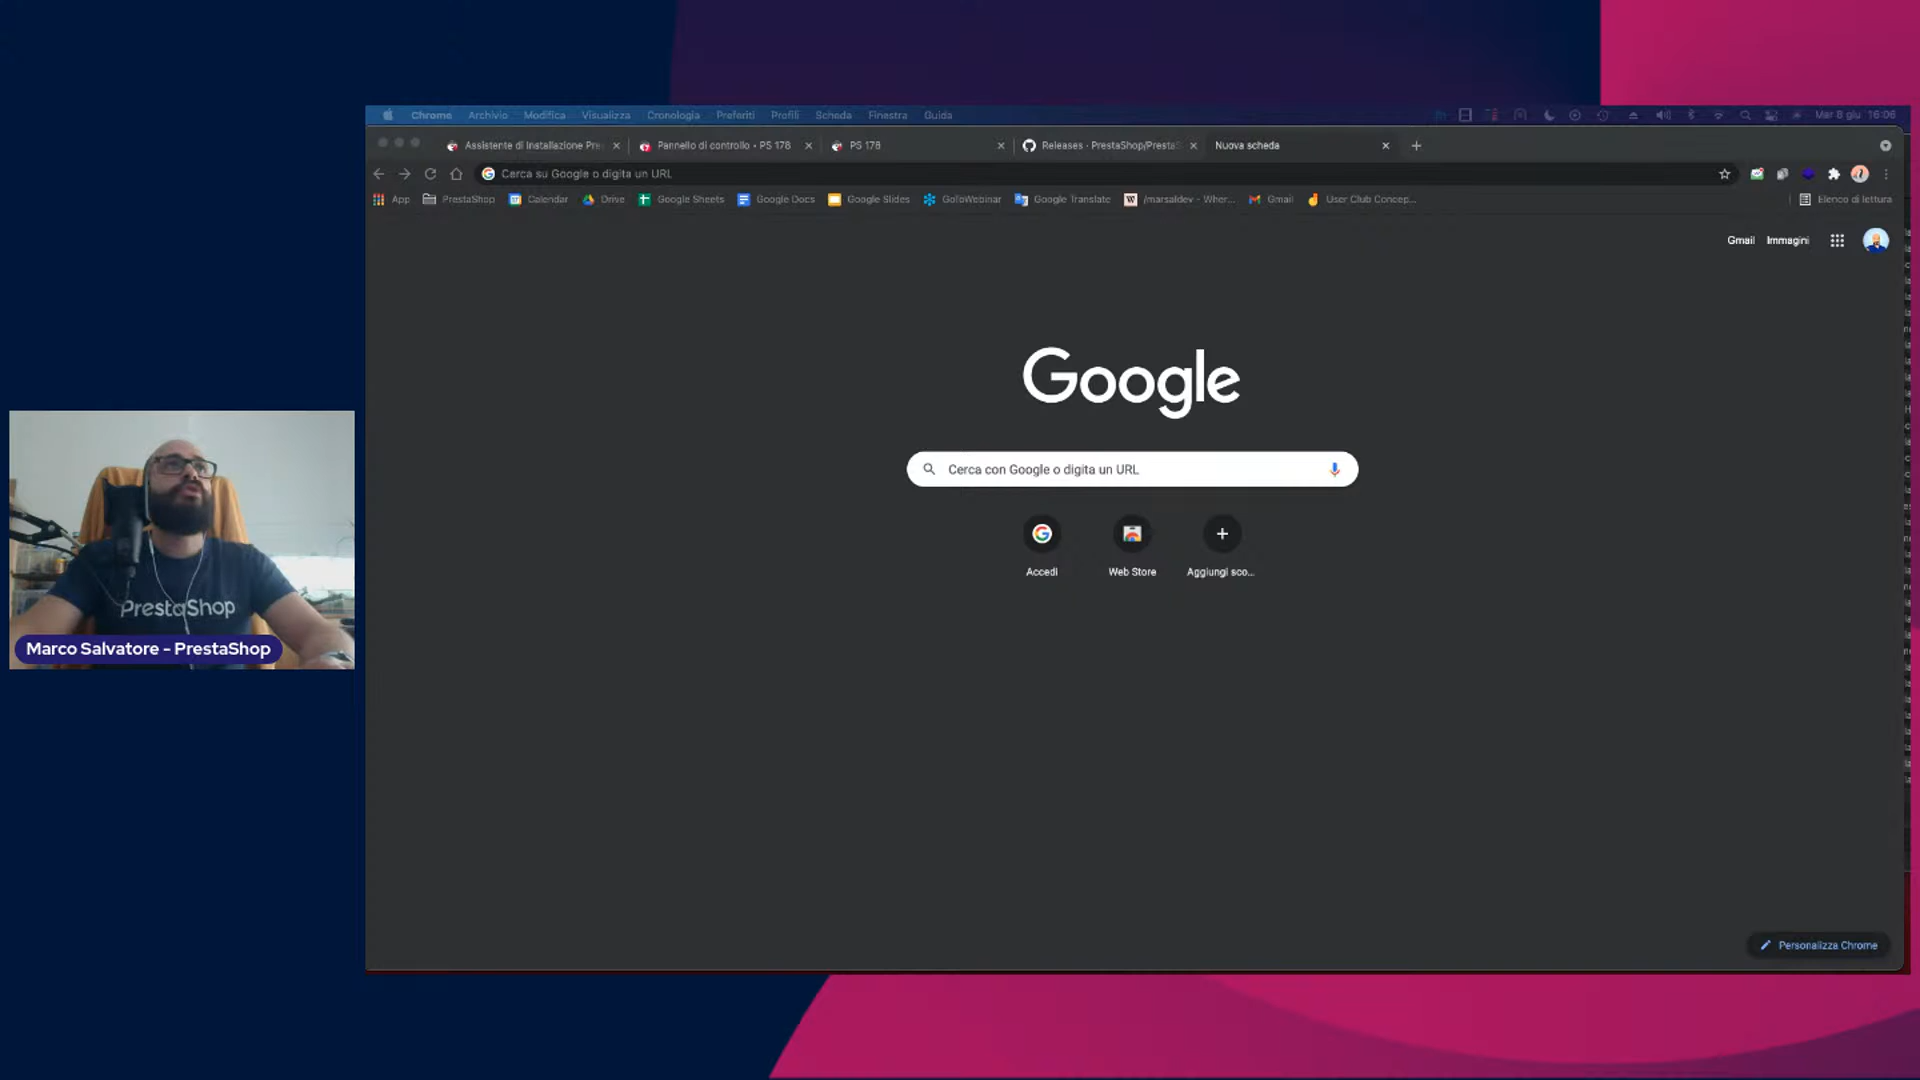 Chrome Archivio Modifica Visualizza Cronologia Preferiti Profili Scheda Finestra Guida Mar 8 giu 16:06
Assistente di Installazione Pres Pannello di controllo • PS 178 PS 178 Releases · PrestaShop/PrestaS Nuova scheda
Cerca su Google o digita un URL
App PrestaShop Calendar Drive Google Sheets Google Docs Google Slides GoToWebinar Google Translate /marsaldev - Wher... Gmail User Club Concep... Elenco di lettura
Gmail Immagini
Google
Cerca con Google o digita un URL
Accedi Web Store Aggiungi sco...
PrestaShop
Marco Salvatore - PrestaShop
Personalizza Chrome